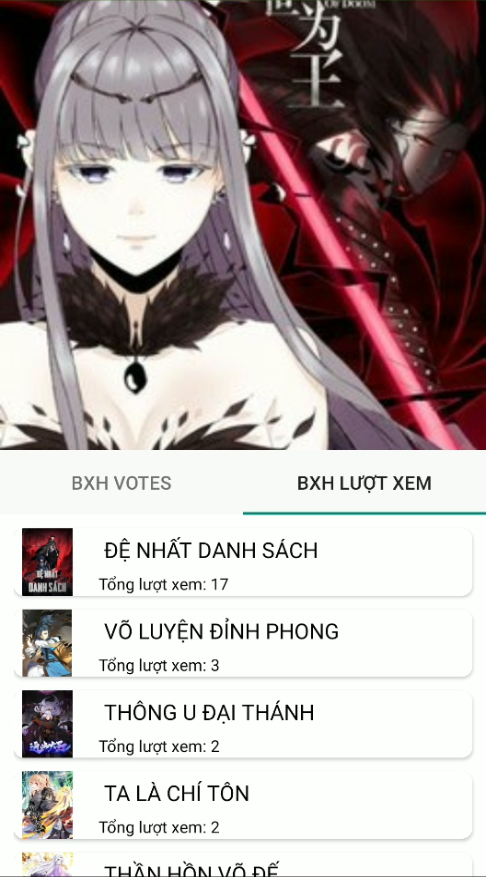 OF DOOM
为
王
BXH VOTES
BXH LƯỢT XEM
ĐỆ NHẤT DANH SÁCH
Tổng lượt xem: 17
ĐỆ NHẤT
DANH SÁCH
VÕ LUYỆN ĐỈNH PHONG
Tổng lượt xem: 3
THÔNG U ĐẠI THÁNH
Tổng lượt xem: 2
TA LÀ CHÍ TÔN
Tổng lượt xem: 2
THẦN HỒN VÕ ĐẾ